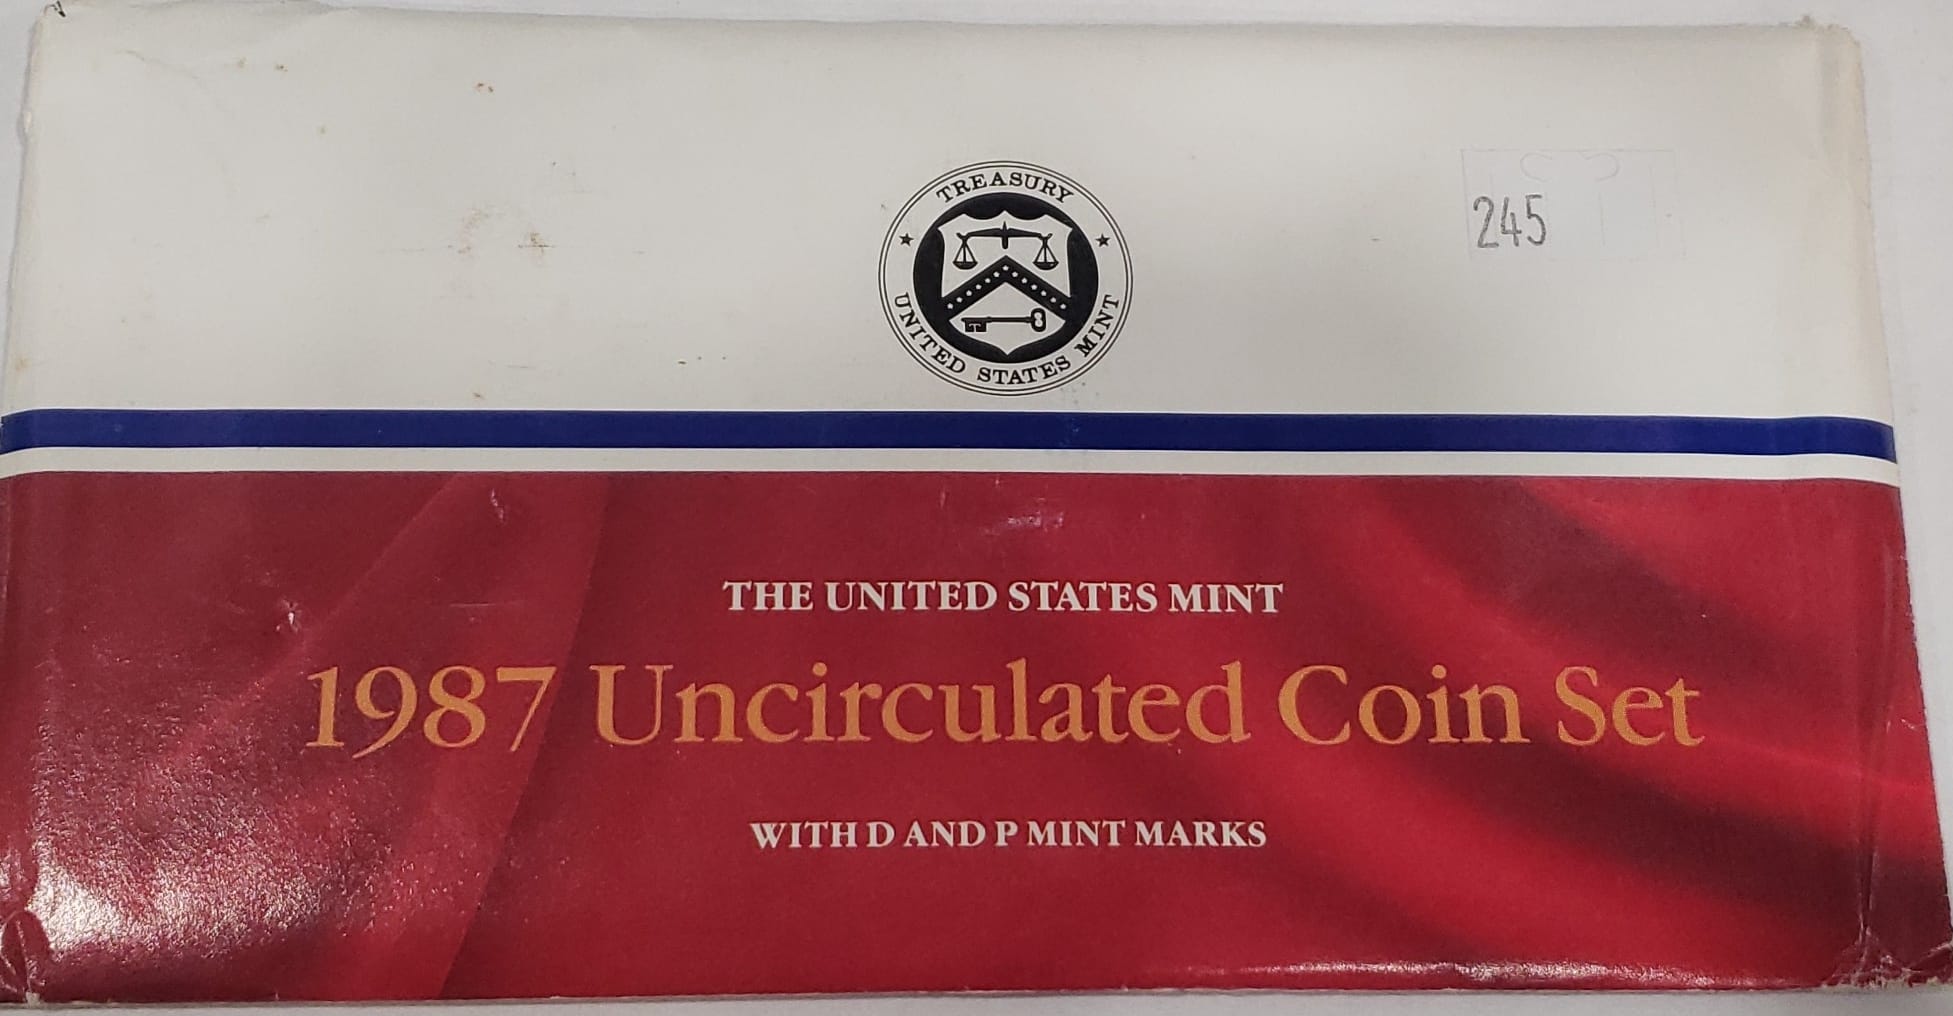 TREASURY
UNITED STATES MINT
245
THE UNITED STATES MINT
1987 Uncirculated Coin Set
WITH D AND P MINT MARKS